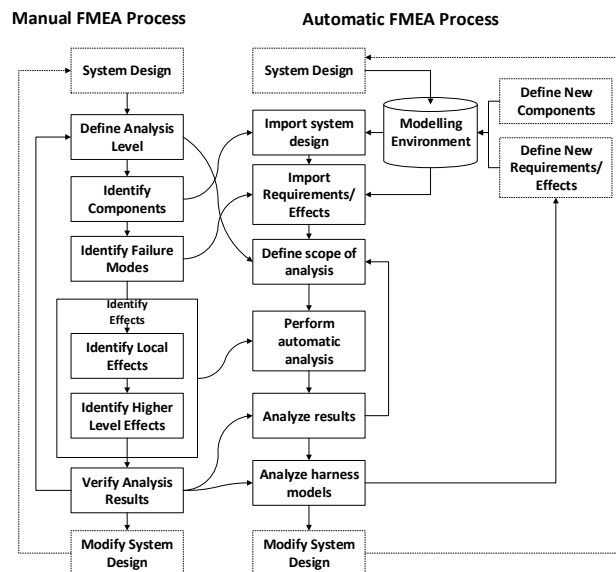 Manual FMEA Process
System Design
Define Analysis
Level
Identify
Components
Identify Failure
Modes
Identify
Effects
Identify Local
Effects
Identify Higher
Level Effects
Verify Analysis
Results
Modify System
Design
Automatic FMEA Process
System Design
Import system
design
Import
Requirements/
Effects
Define scope of
analysis
Perform
automatic
analysis
Analyze results
Analyze harness
models
Modify System
Design
Modelling
Environment
Define New
Components
Define New
Requirements/
Effects